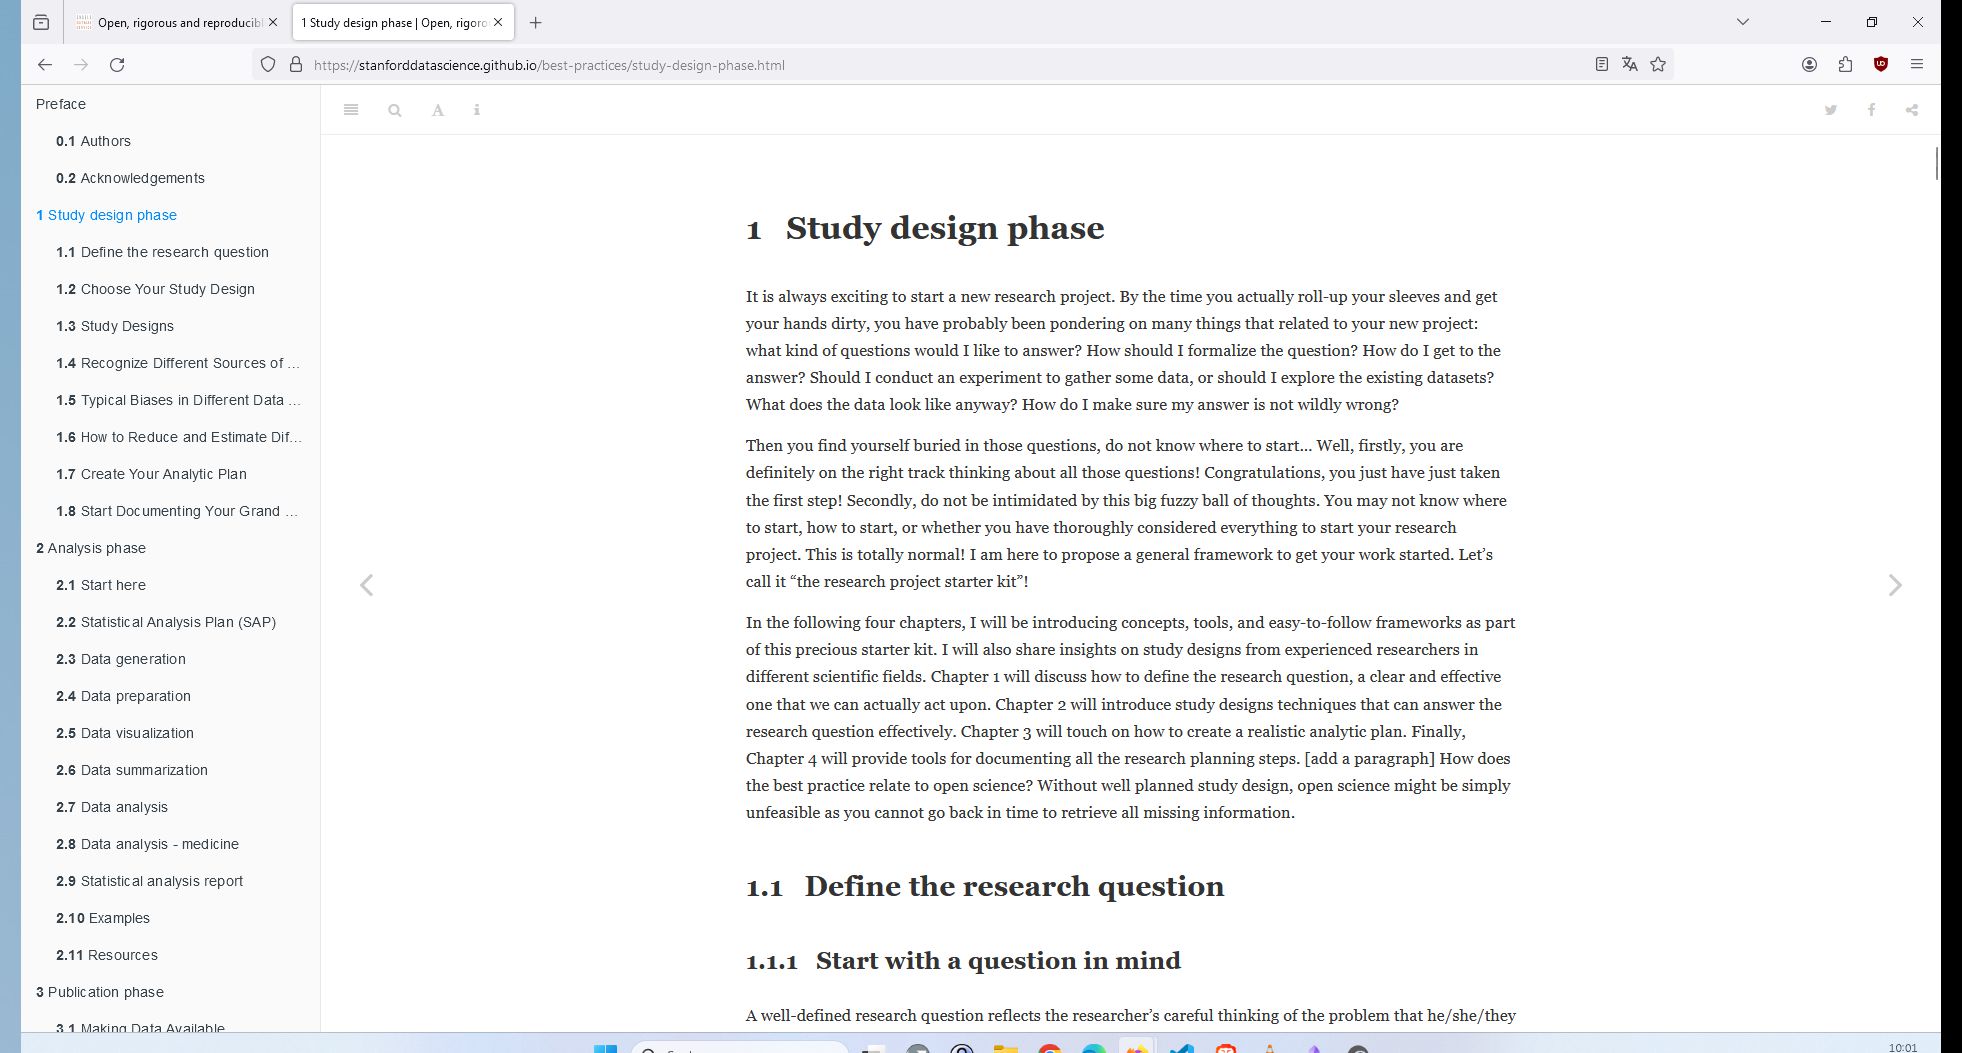 Open, rigorous and reproducibl
1 Study design phase | Open, rigoro
https://stanforddatascience.github.io/best-practices/study-design-phase.html
Preface
0.1 Authors
0.2 Acknowledgements
1 Study design phase
1.1 Define the research question
1.2 Choose Your Study Design
1.3 Study Designs
1.4 Recognize Different Sources of ...
1.5 Typical Biases in Different Data ...
1.6 How to Reduce and Estimate Dif...
1.7 Create Your Analytic Plan
1.8 Start Documenting Your Grand ...
2 Analysis phase
2.1 Start here
2.2 Statistical Analysis Plan (SAP)
2.3 Data generation
2.4 Data preparation
2.5 Data visualization
2.6 Data summarization
2.7 Data analysis
2.8 Data analysis - medicine
2.9 Statistical analysis report
2.10 Examples
2.11 Resources
3 Publication phase
3.1 Making Data Available
1 Study design phase
It is always exciting to start a new research project. By the time you actually roll-up your sleeves and get
your hands dirty, you have probably been pondering on many things that related to your new project:
what kind of questions would I like to answer? How should I formalize the question? How do I get to the
answer? Should I conduct an experiment to gather some data, or should I explore the existing datasets?
What does the data look like anyway? How do I make sure my answer is not wildly wrong?
Then you find yourself buried in those questions, do not know where to start... Well, firstly, you are
definitely on the right track thinking about all those questions! Congratulations, you just have just taken
the first step! Secondly, do not be intimidated by this big fuzzy ball of thoughts. You may not know where
to start, how to start, or whether you have thoroughly considered everything to start your research
project. This is totally normal! I am here to propose a general framework to get your work started. Let's
call it “the research project starter kit”!
In the following four chapters, I will be introducing concepts, tools, and easy-to-follow frameworks as part
of this precious starter kit. I will also share insights on study designs from experienced researchers in
different scientific fields. Chapter 1 will discuss how to define the research question, a clear and effective
one that we can actually act upon. Chapter 2 will introduce study designs techniques that can answer the
research question effectively. Chapter 3 will touch on how to create a realistic analytic plan. Finally,
Chapter 4 will provide tools for documenting all the research planning steps. [add a paragraph] How does
the best practice relate to open science? Without well planned study design, open science might be simply
unfeasible as you cannot go back in time to retrieve all missing information.
1.1 Define the research question
1.1.1 Start with a question in mind
A well-defined research question reflects the researcher's careful thinking of the problem that he/she/they
10:01